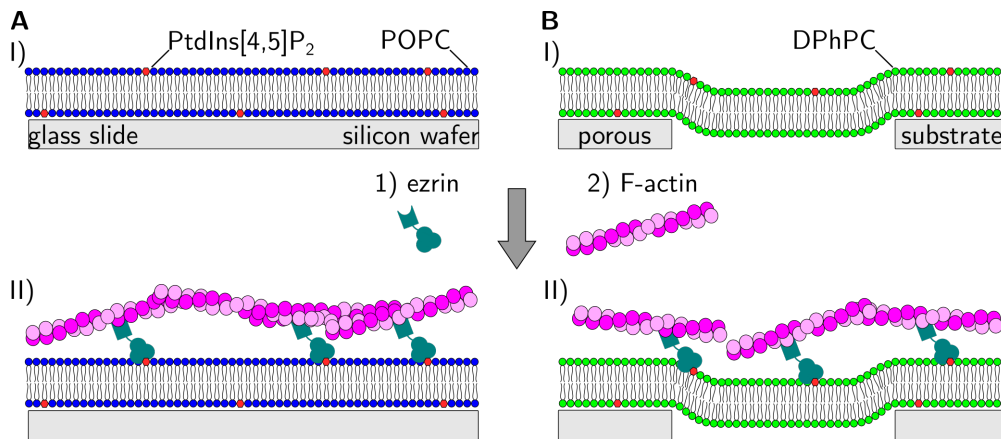 A
B
I) PtdIns[4,5]P₂ POPC
I) DPhPC
glass slide silicon wafer
porous substrate
1) ezrin 2) F-actin
II)
II)